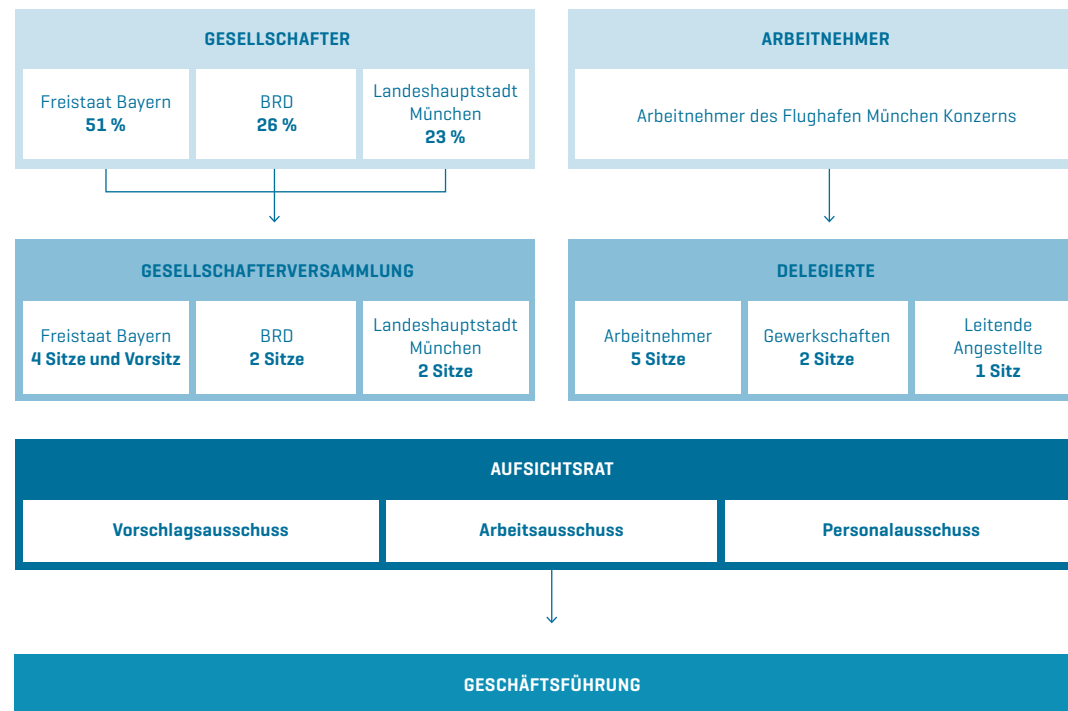 GESELLSCHAFTER
Freistaat Bayern
51 %
BRD
26 %
Landeshauptstadt
München
23 %
ARBEITNEHMER
Arbeitnehmer des Flughafen München Konzerns
GESELLSCHAFTERVERSAMMLUNG
Freistaat Bayern
4 Sitze und Vorsitz
BRD
2 Sitze
Landeshauptstadt
München
2 Sitze
DELEGIERTE
Arbeitnehmer
5 Sitze
Gewerkschaften
2 Sitze
Leitende
Angestellte
1 Sitz
AUFSICHTSRAT
Vorschlagsausschuss
Arbeitsausschuss
Personalausschuss
GESCHÄFTSFÜHRUNG